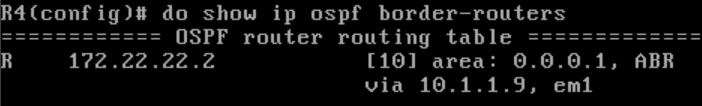 R4(config)# do show ip ospf border-routers
============ OSPF router routing table =============
R    172.22.22.2           [10] area: 0.0.0.1, ABR
                           via 10.1.1.9, em1